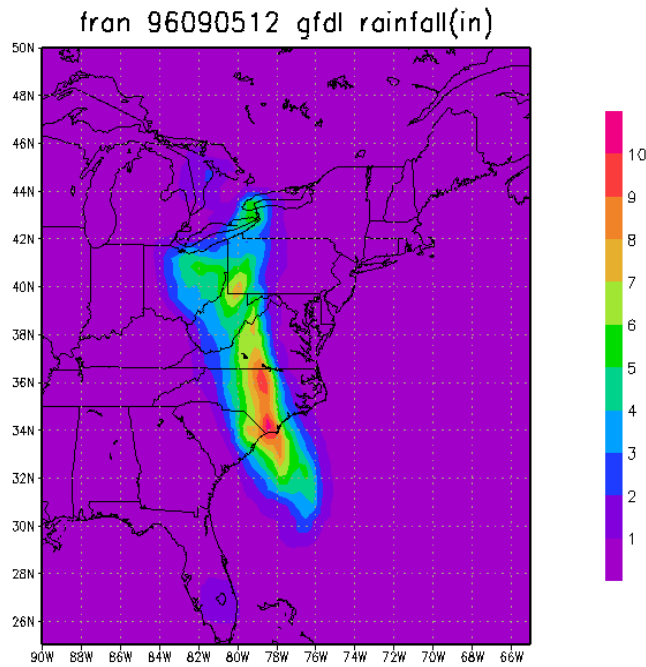 fran 96090512 gfdl rainfall(in)
50N
48N
46N
44N
42N
40N
38N
36N
34N
32N
30N
28N
26N
90W 88W 86W 84W 82W 80W 78W 76W 74W 72W 70W 68W 66W
10
9
8
7
6
5
4
3
2
1